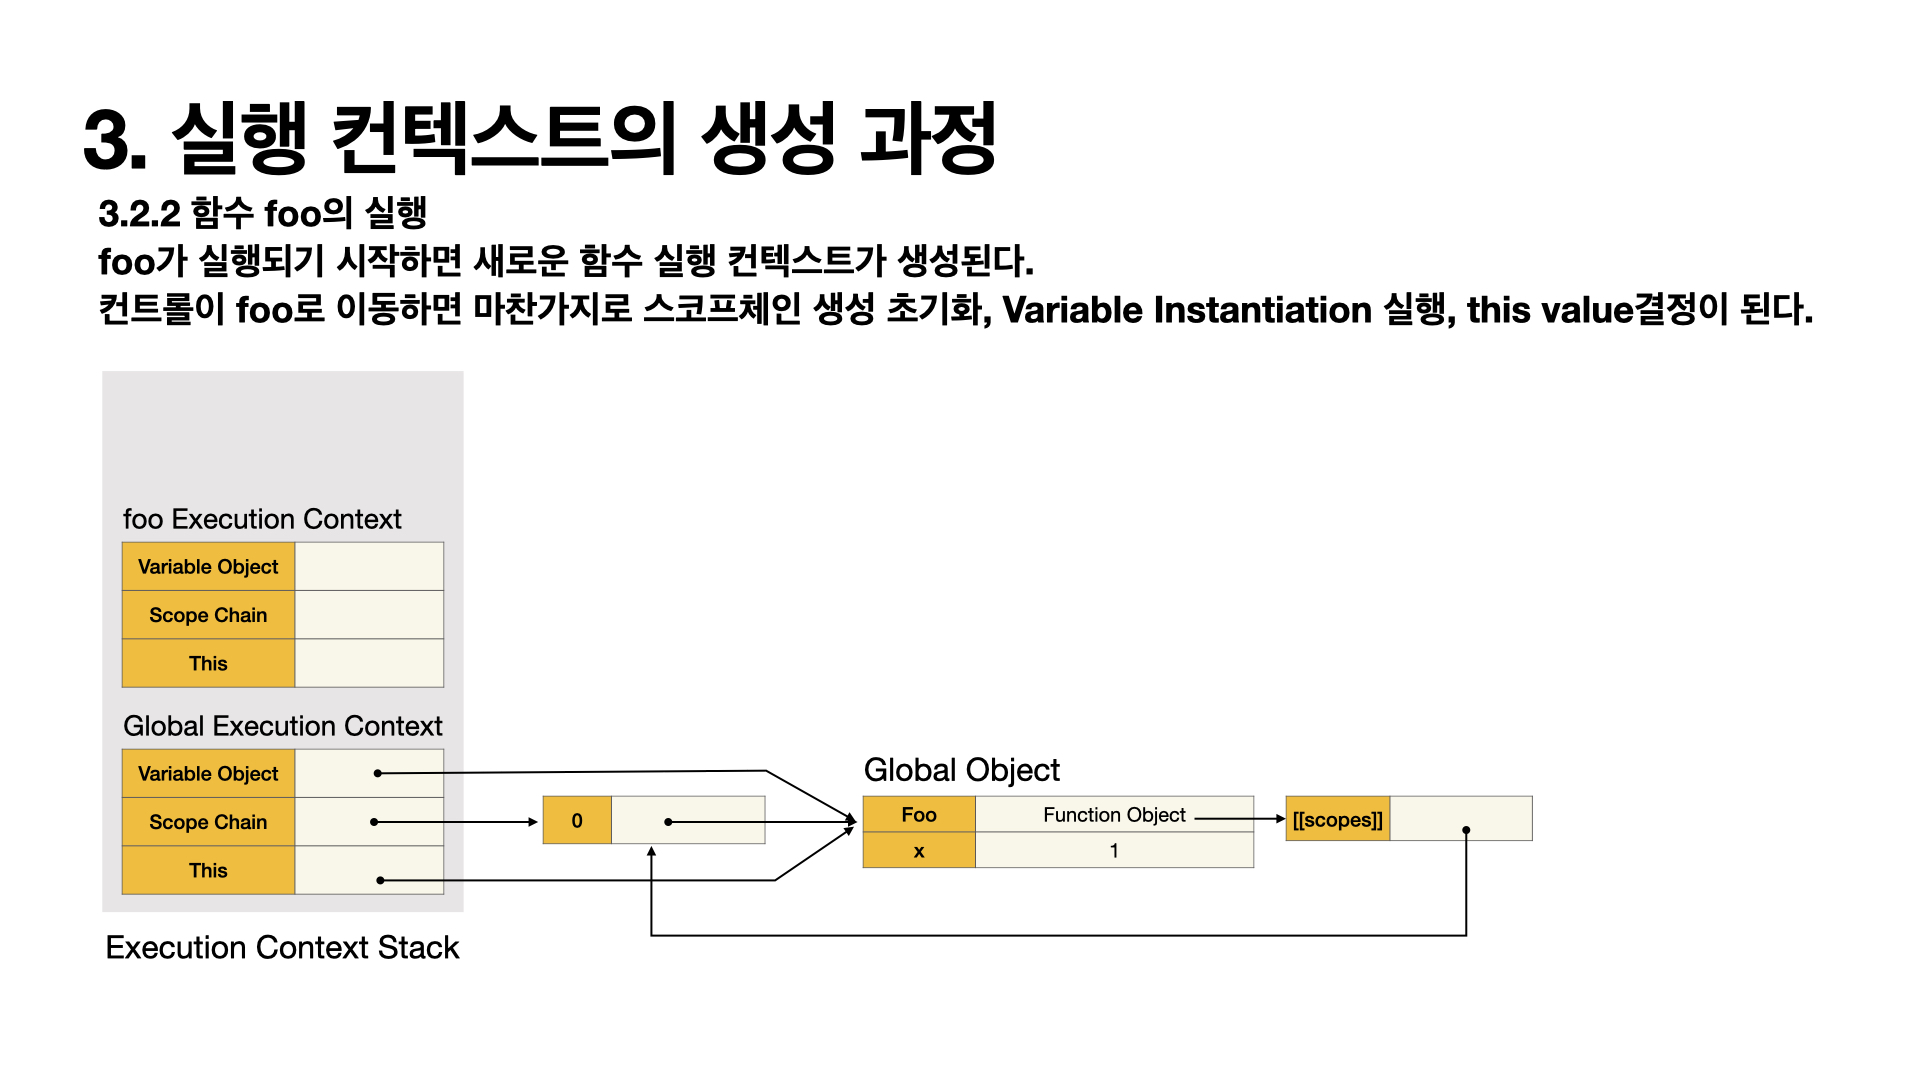 3. 실행 컨텍스트의 생성 과정
3.2.2 함수 foo의 실행
foo가 실행되기 시작하면 새로운 함수 실행 컨텍스트가 생성된다.
컨트롤이 foo로 이동하면 마찬가지로 스코프체인 생성 초기화, Variable Instantiation 실행, this value결정이 된다.
foo Execution Context
Variable Object
Scope Chain
This
Global Execution Context
Variable Object
Scope Chain
This
Execution Context Stack
0
Global Object
Foo Function Object
x 1
[[scopes]]